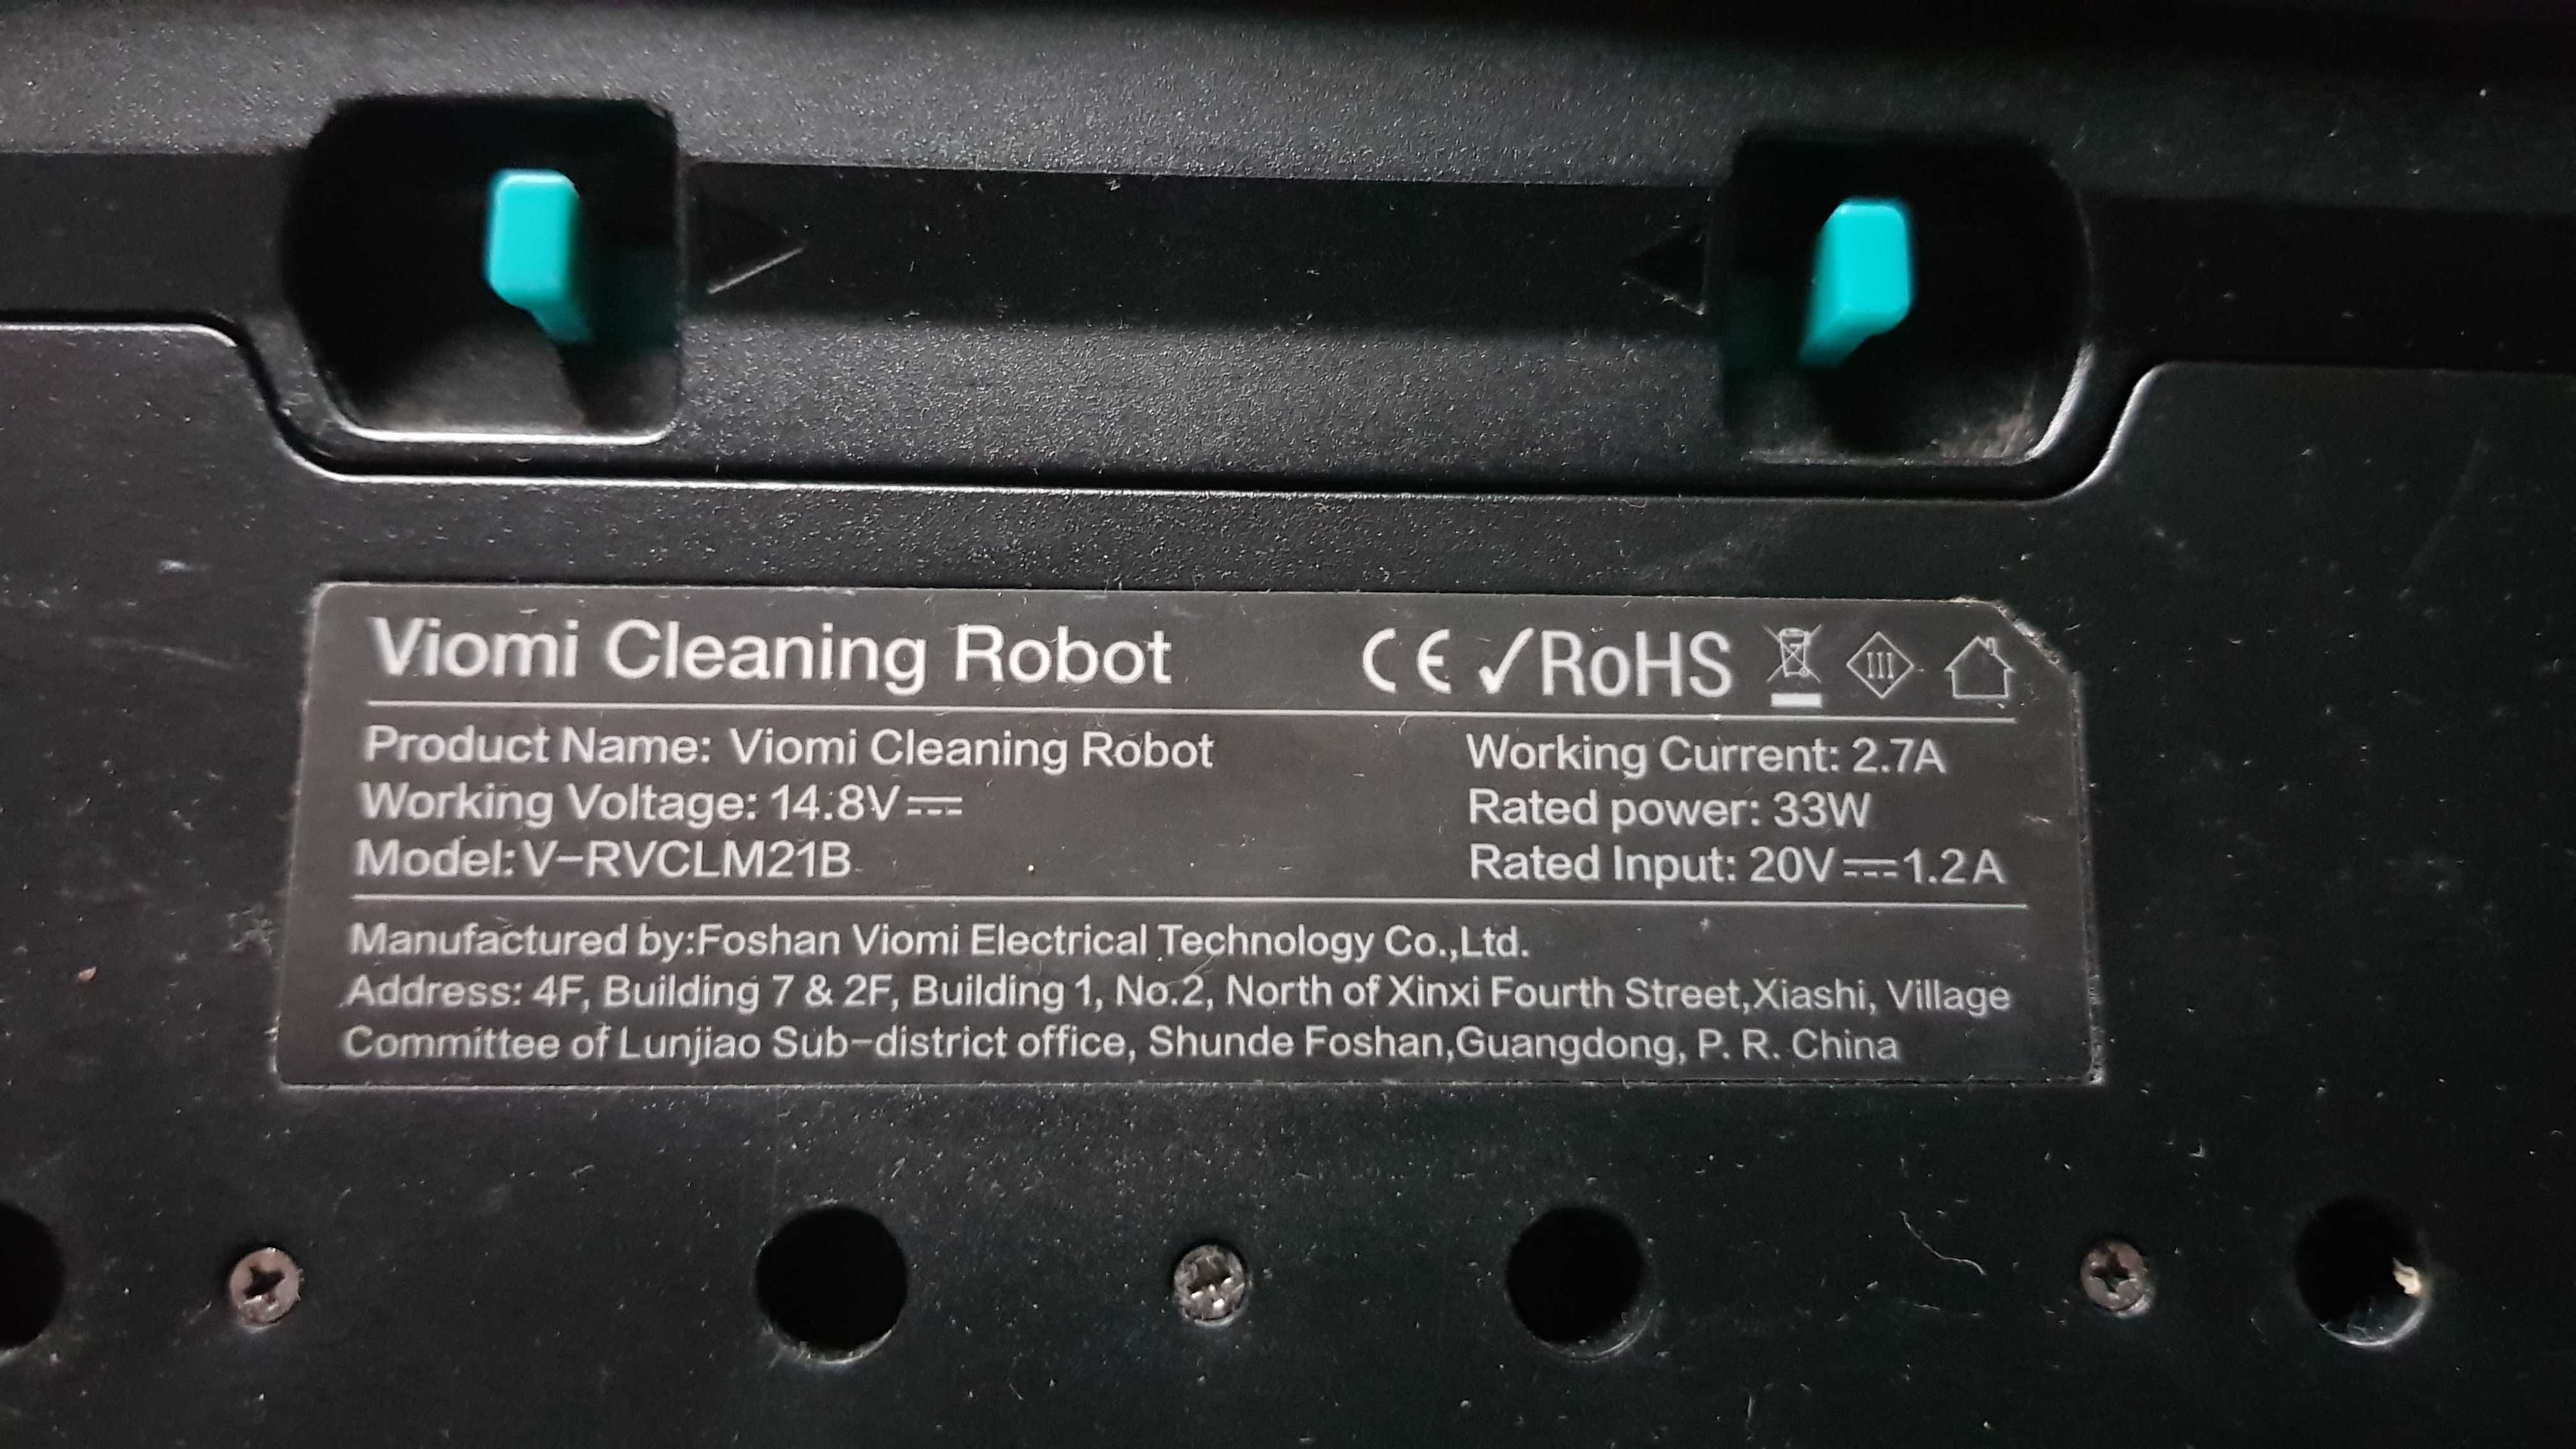 Viomi Cleaning Robot CE ✓RoHS III
Product Name: Viomi Cleaning Robot
Working Voltage: 14.8V⎓
Model:V-RVCLM21B
Working Current: 2.7A
Rated power: 33W
Rated Input: 20V⎓1.2A
Manufactured by:Foshan Viomi Electrical Technology Co.,Ltd.
Address: 4F, Building 7 & 2F, Building 1, No.2, North of Xinxi Fourth Street,Xiashi, Village
Committee of Lunjiao Sub-district office, Shunde Foshan,Guangdong, P. R. China